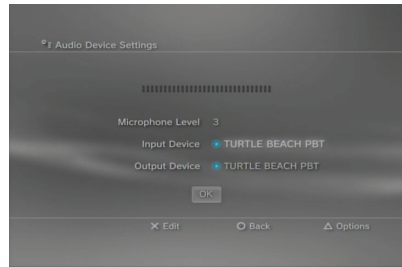 Audio Device Settings
Microphone Level 3
Input Device TURTLE BEACH PBT
Output Device TURTLE BEACH PBT
OK
X Edit O Back △ Options